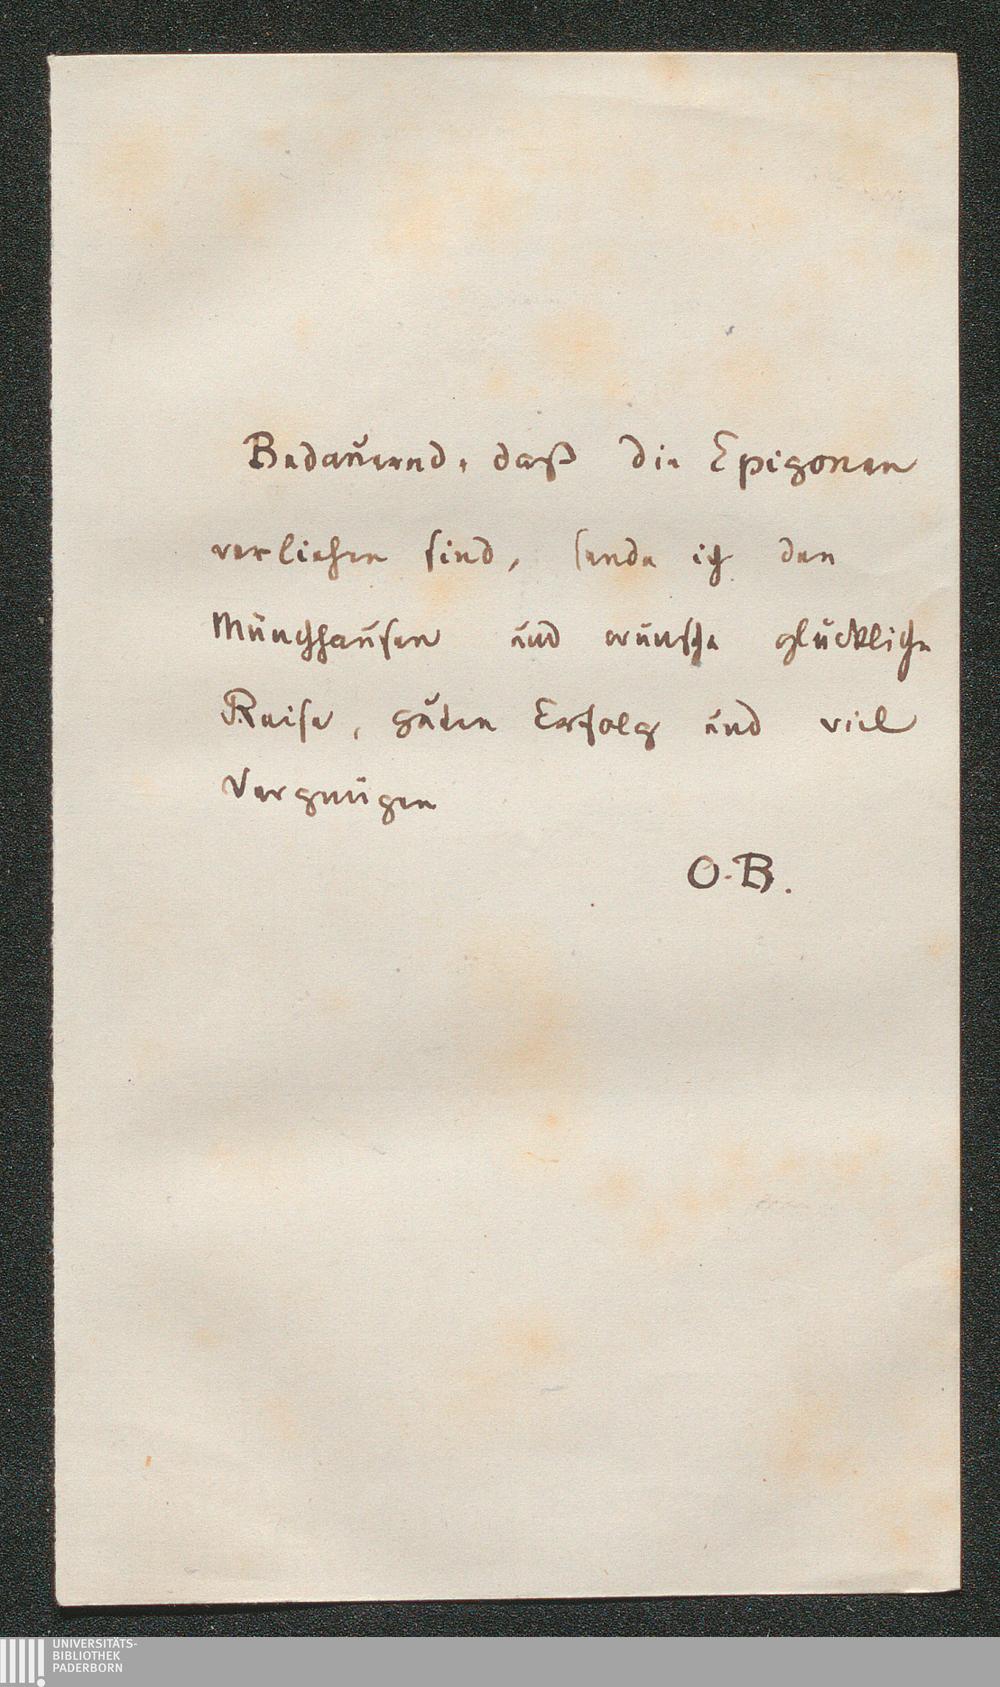 Bedauernd, daß die Epigonen
verliehen sind, sende ich den
Münchhausen und wünsche glückliche
Reise, guten Erfolg und viel
Vergnügen
O. B.
UNIVERSITÄTS-
BIBLIOTHEK
PADERBORN